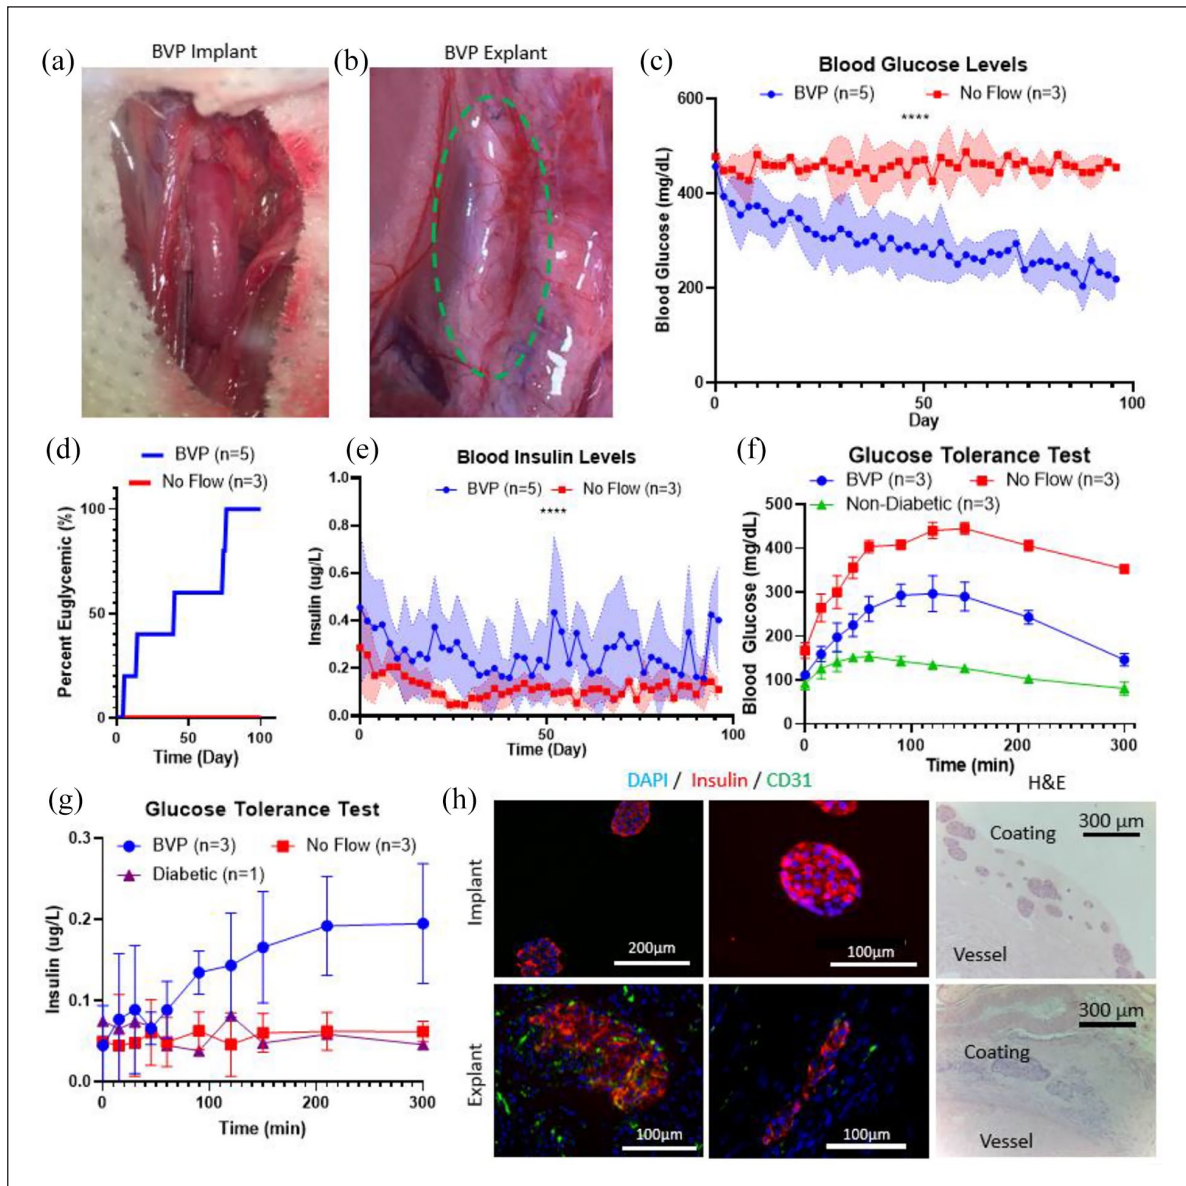 (a)
BVP Implant
(b)
BVP Explant
(c)
Blood Glucose Levels
BVP (n=5)
No Flow (n=3)
****
Blood Glucose (mg/dL)
600
400
200
0
0
50
100
Day
(d)
BVP (n=5)
No Flow (n=3)
Percent Euglycemic (%)
100
50
0
0
50
100
Time (Day)
(e)
Blood Insulin Levels
BVP (n=5)
No Flow (n=3)
****
Insulin (ug/L)
1.0
0.8
0.6
0.4
0.2
0.0
0
50
100
Time (Day)
(f)
Glucose Tolerance Test
BVP (n=3)
No Flow (n=3)
Non-Diabetic (n=3)
Blood Glucose (mg/dL)
500
400
300
200
100
0
0
100
200
300
Time (min)
(g)
Glucose Tolerance Test
BVP (n=3)
No Flow (n=3)
Diabetic (n=1)
Insulin (ug/L)
0.3
0.2
0.1
0.0
0
100
200
300
Time (min)
(h)
DAPI / Insulin / CD31
H&E
Implant
200μm
100μm
Coating
300 μm
Vessel
Explant
100μm
100μm
300 μm
Coating
Vessel